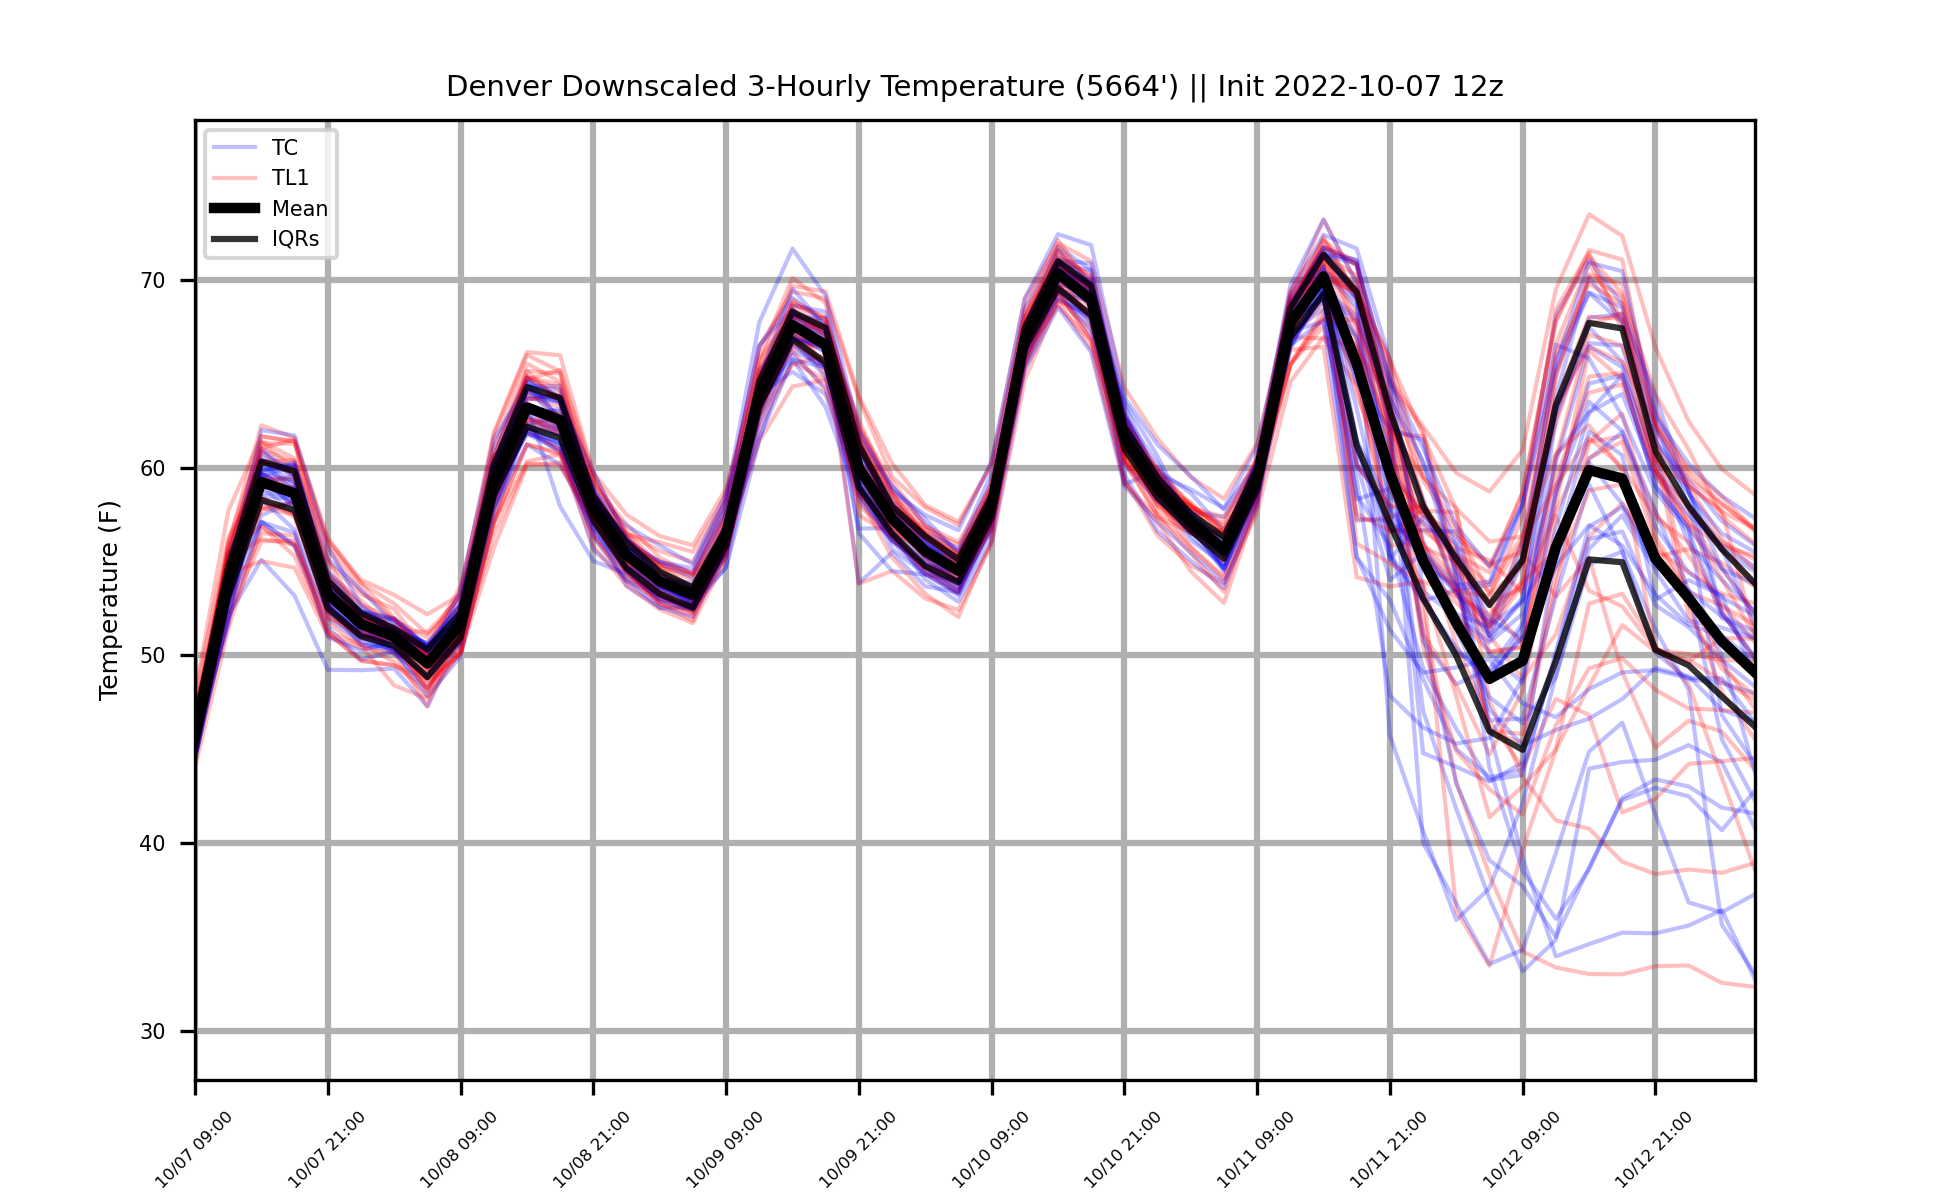 Denver Downscaled 3-Hourly Temperature (5664') || Init 2022-10-07 12z
TC
TL1
Mean
IQRs
Temperature (F)
70
60
50
40
30
10/07 09:00
10/07 21:00
10/08 09:00
10/08 21:00
10/09 09:00
10/09 21:00
10/10 09:00
10/10 21:00
10/11 09:00
10/11 21:00
10/12 09:00
10/12 21:00